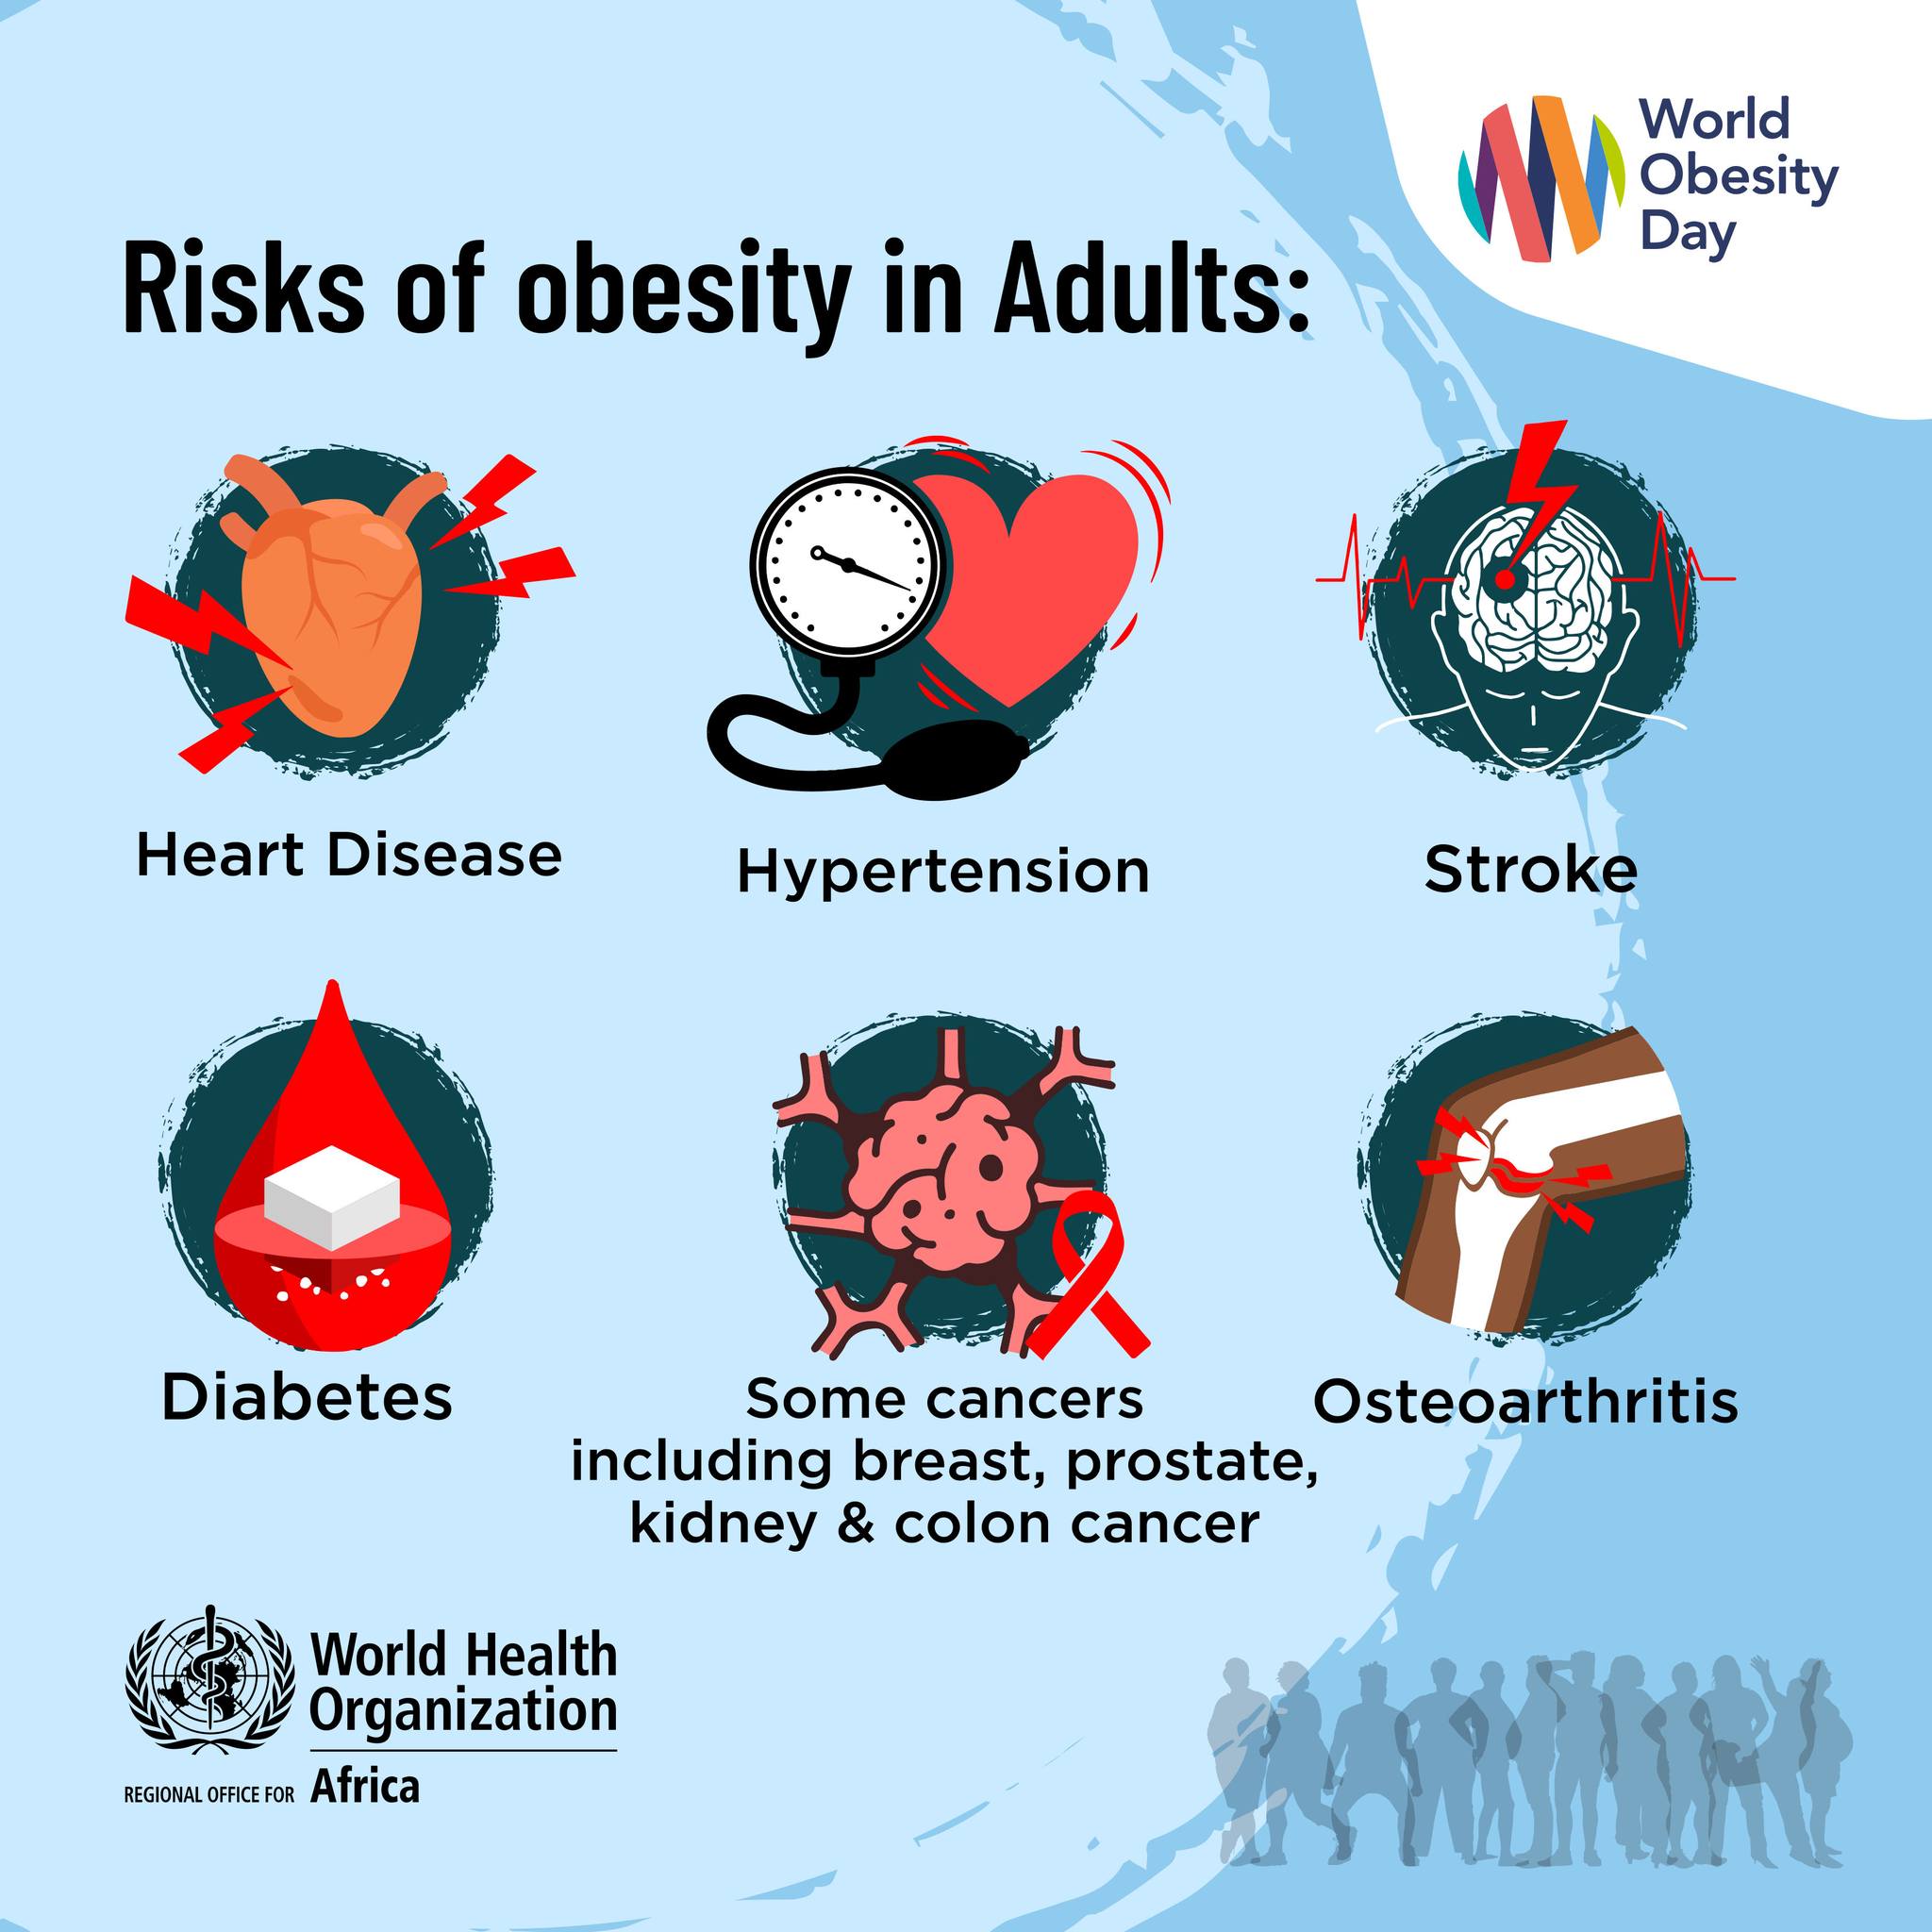 World
Obesity
Day
Risks of obesity in Adults:
Heart Disease
Hypertension
Stroke
Diabetes
Some cancers
including breast, prostate,
kidney & colon cancer
Osteoarthritis
World Health
Organization
REGIONAL OFFICE FOR Africa